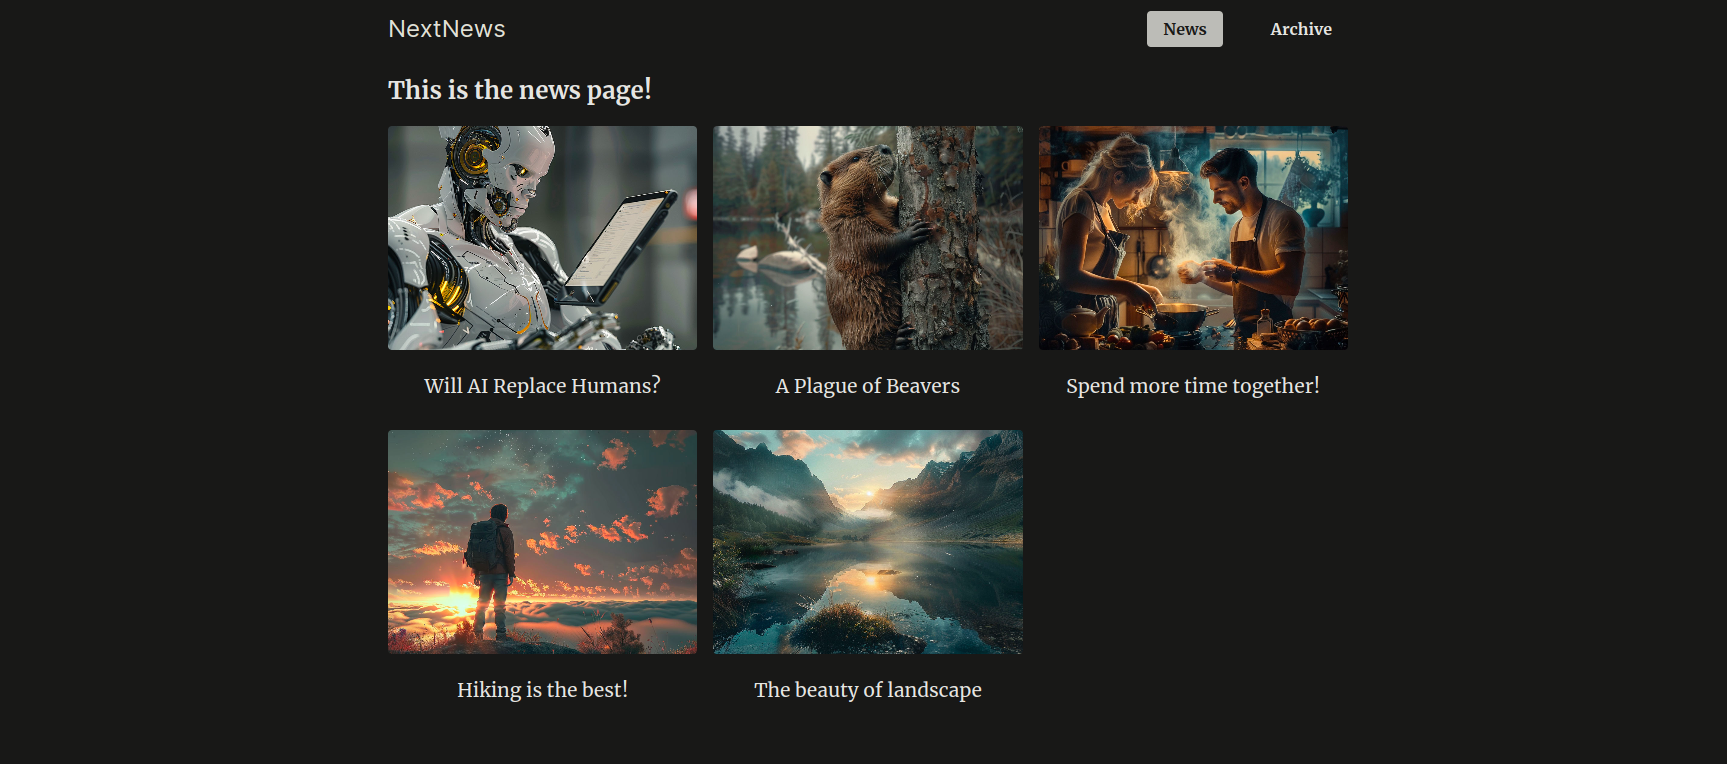 NextNews
News
Archive
This is the news page!
Will AI Replace Humans?
A Plague of Beavers
Spend more time together!
Hiking is the best!
The beauty of landscape